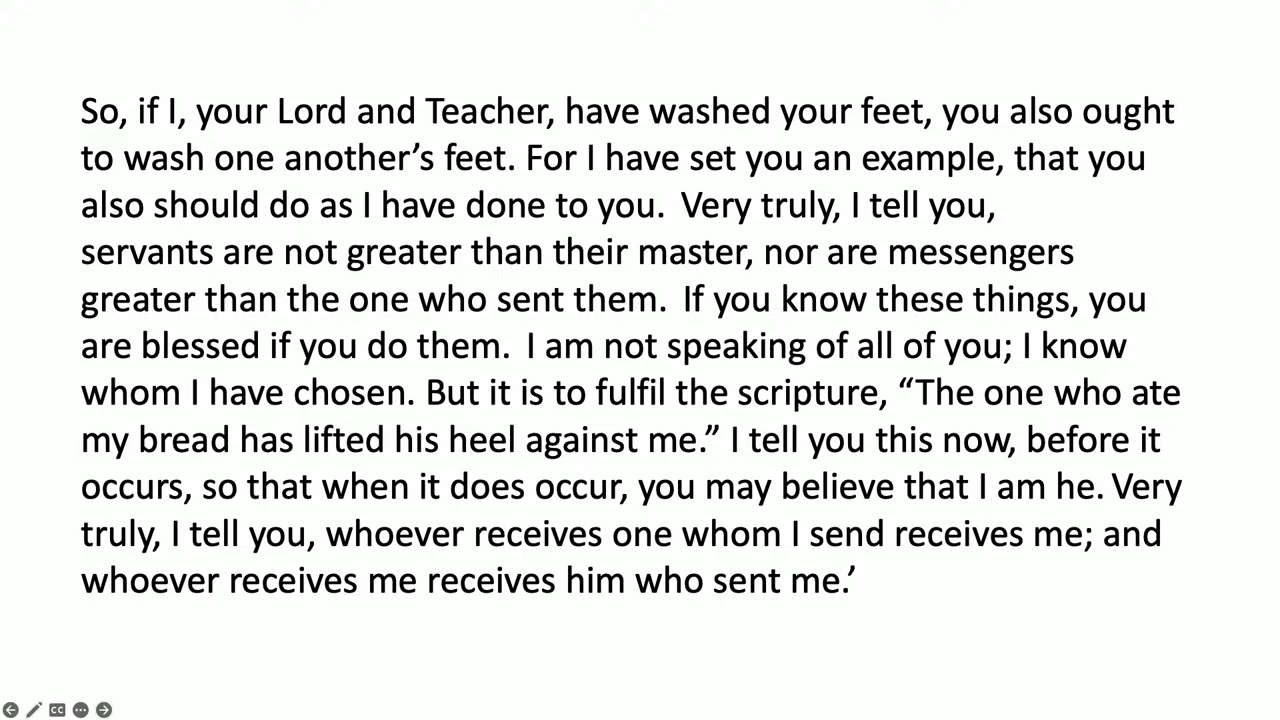 So, if I, your Lord and Teacher, have washed your feet, you also ought
to wash one another’s feet. For I have set you an example, that you
also should do as I have done to you.  Very truly, I tell you,
servants are not greater than their master, nor are messengers
greater than the one who sent them.  If you know these things, you
are blessed if you do them.  I am not speaking of all of you; I know
whom I have chosen. But it is to fulfil the scripture, “The one who ate
my bread has lifted his heel against me.” I tell you this now, before it
occurs, so that when it does occur, you may believe that I am he. Very
truly, I tell you, whoever receives one whom I send receives me; and
whoever receives me receives him who sent me.’
CC